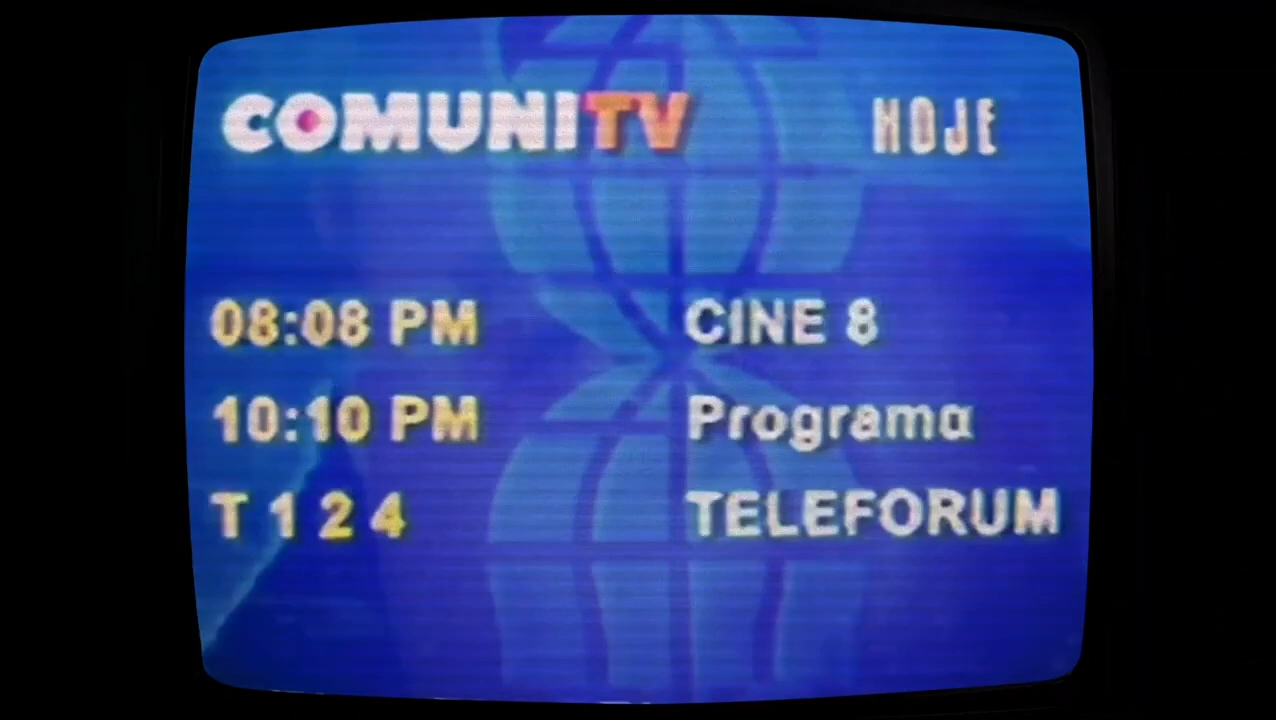 COMUNITV HOJE
08:08 PM CINE 8
10:10 PM Programa
T 1 2 4 TELEFORUM